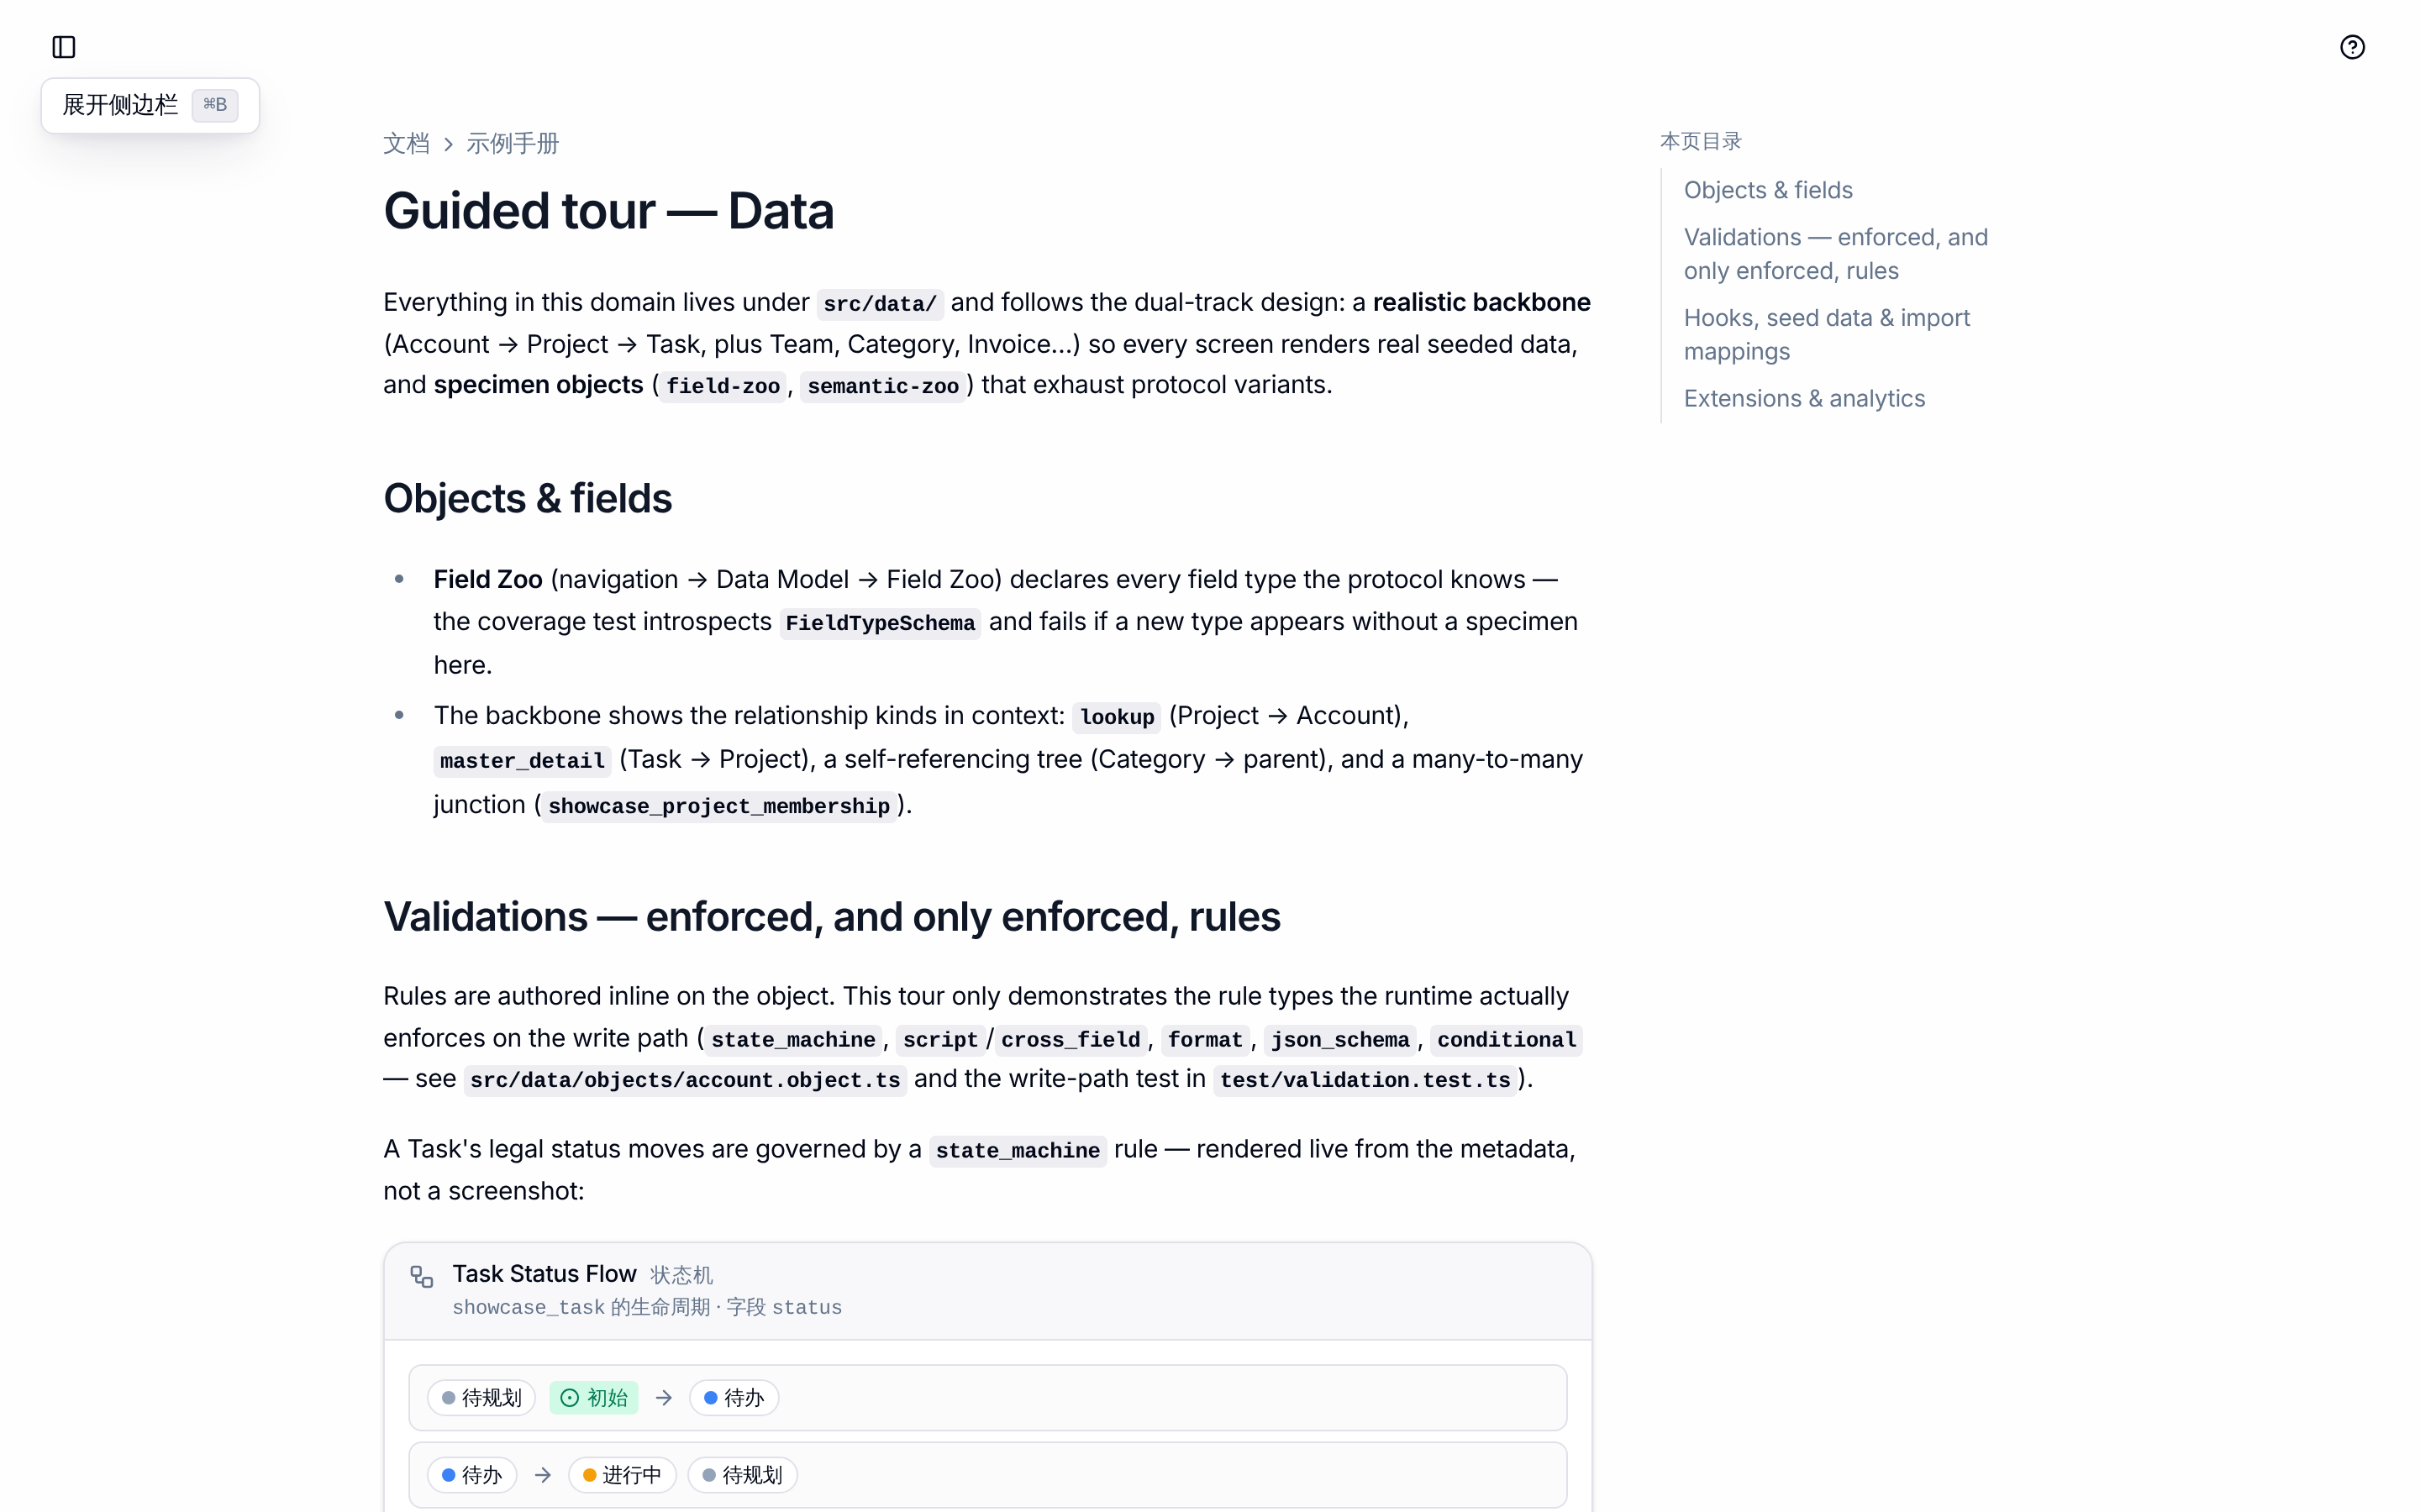 展开侧边栏 ⌘B
文档 > 示例手册
Guided tour — Data
Everything in this domain lives under src/data/ and follows the dual-track design: a realistic backbone
(Account → Project → Task, plus Team, Category, Invoice…) so every screen renders real seeded data,
and specimen objects (field-zoo, semantic-zoo) that exhaust protocol variants.
Objects & fields
• Field Zoo (navigation → Data Model → Field Zoo) declares every field type the protocol knows —
the coverage test introspects FieldTypeSchema and fails if a new type appears without a specimen
here.
• The backbone shows the relationship kinds in context: lookup (Project → Account),
master_detail (Task → Project), a self-referencing tree (Category → parent), and a many-to-many
junction (showcase_project_membership).
Validations — enforced, and only enforced, rules
Rules are authored inline on the object. This tour only demonstrates the rule types the runtime actually
enforces on the write path (state_machine, script/cross_field, format, json_schema, conditional
— see src/data/objects/account.object.ts and the write-path test in test/validation.test.ts).
A Task's legal status moves are governed by a state_machine rule — rendered live from the metadata,
not a screenshot:
Task Status Flow 状态机
showcase_task 的生命周期 · 字段 status
待规划 初始 → 待办
待办 → 进行中 待规划
本页目录
Objects & fields
Validations — enforced, and
only enforced, rules
Hooks, seed data & import
mappings
Extensions & analytics